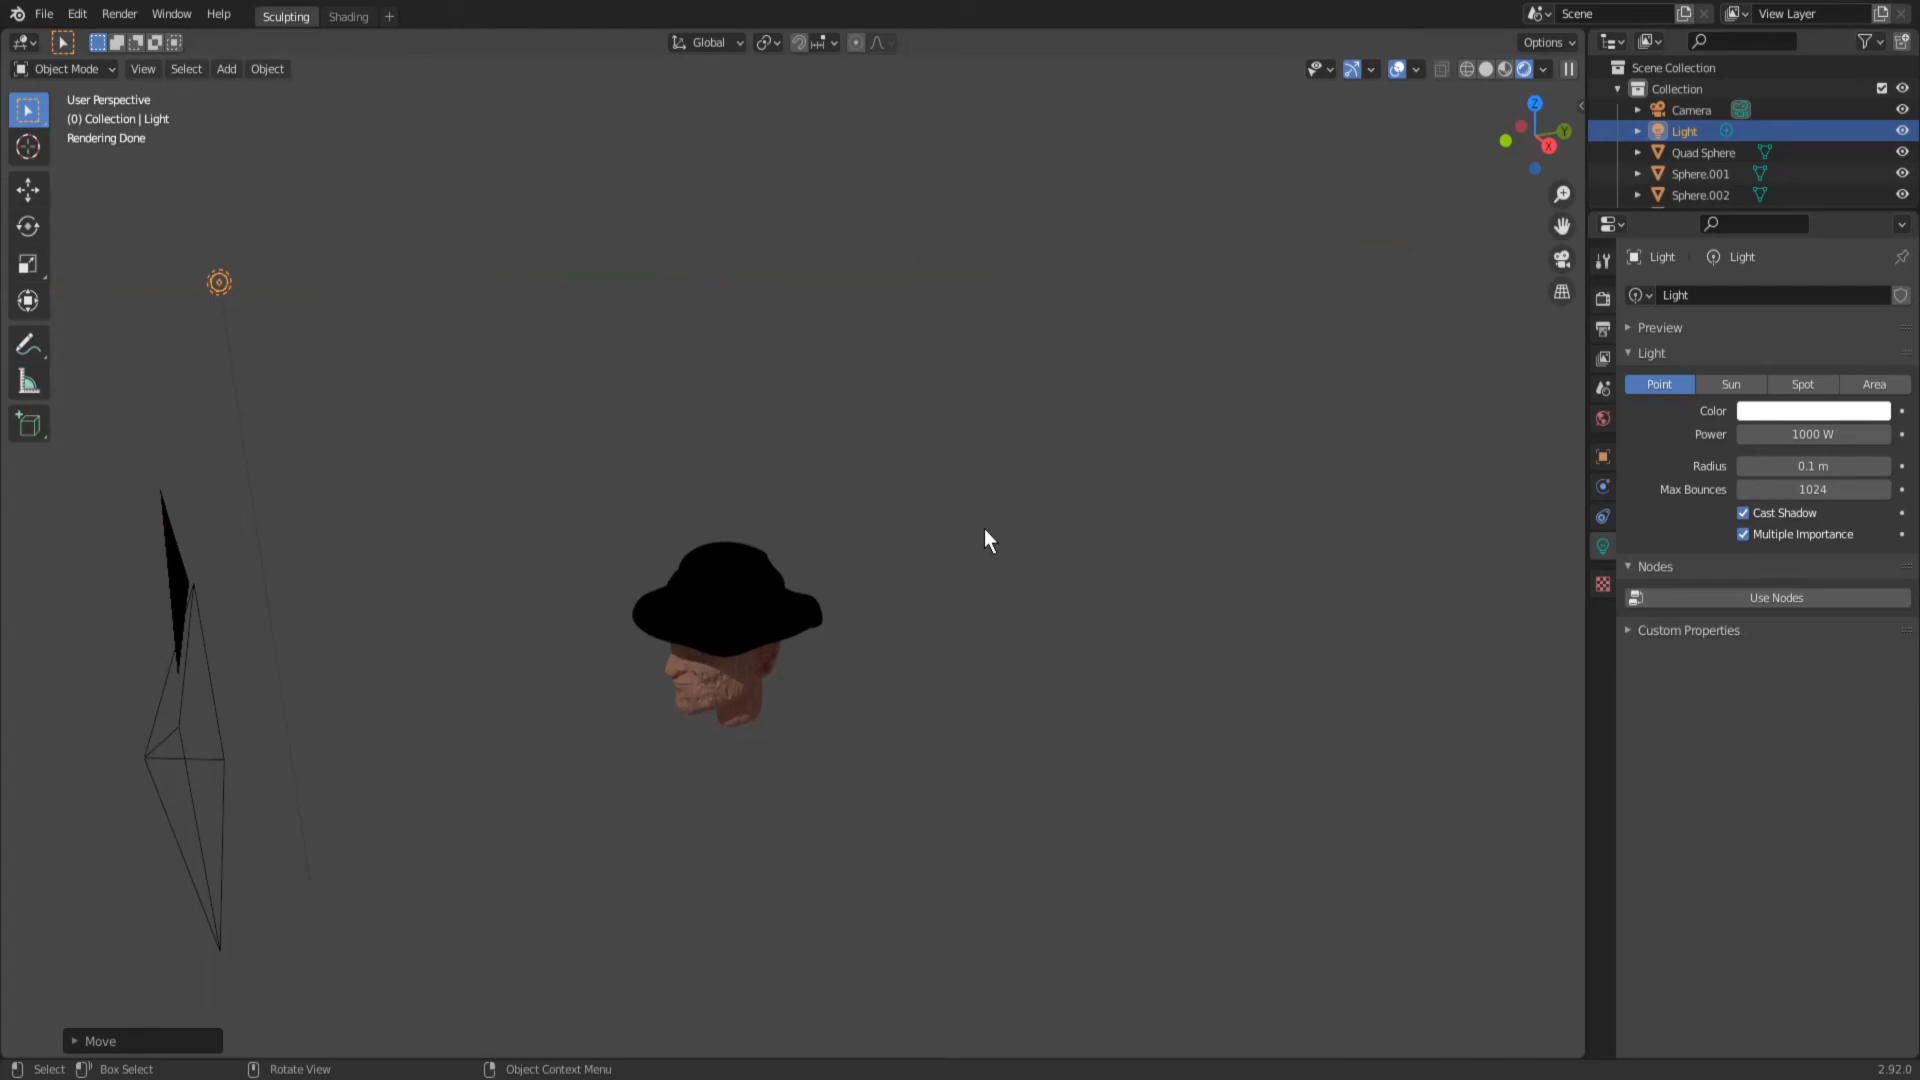 File Edit Render Window Help Sculpting Shading +
Scene View Layer
Global Options
Object Mode View Select Add Object
User Perspective
(0) Collection | Light
Rendering Done
Z
Y
X
Scene Collection
Collection
Camera
Light
Quad Sphere
Sphere.001
Sphere.002
Light Light
Light
Preview
Light
Point Sun Spot Area
Color
Power 1000 W
Radius 0.1 m
Max Bounces 1024
Cast Shadow
Multiple Importance
Nodes
Use Nodes
Custom Properties
Move
Select Box Select Rotate View Object Context Menu 2.92.0